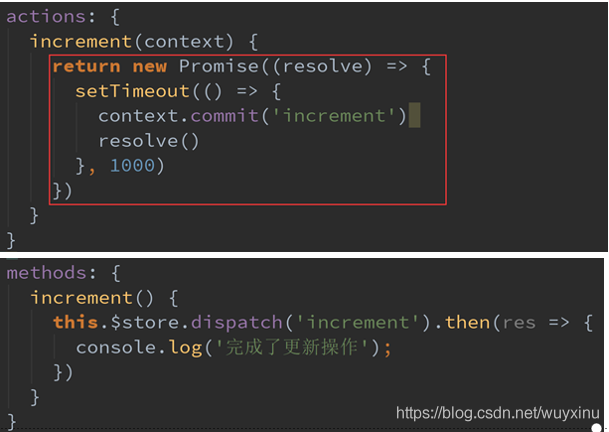 actions: {
increment(context) {
return new Promise((resolve) => {
setTimeout(() => {
context.commit('increment')
resolve()
}, 1000)
})
}
}
methods: {
increment() {
this.$store.dispatch('increment').then(res => {
console.log('完成了更新操作');
})
}
}
https://blog.csdn.net/wuyxinu